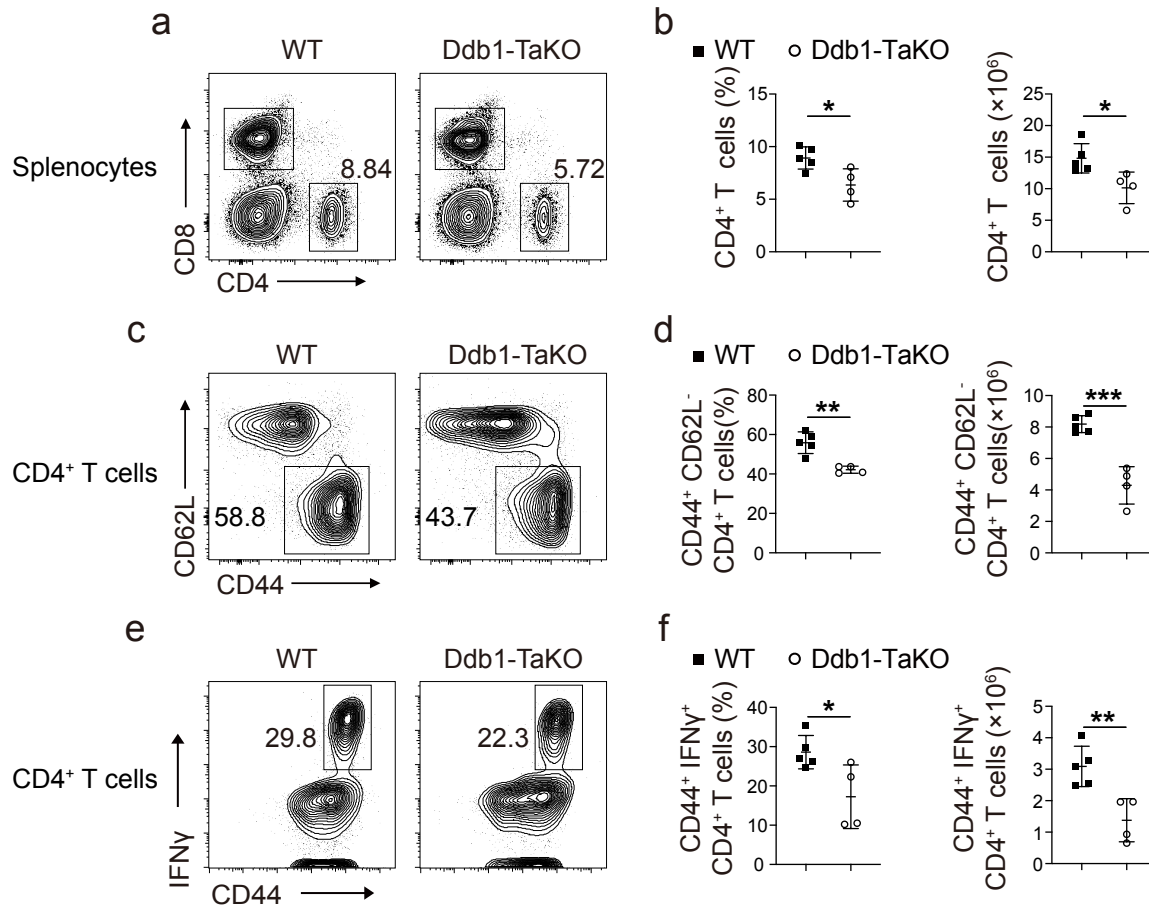 a
WT
Ddb1-TaKO
Splenocytes
8.84
5.72
CD8
CD4
b
WT
Ddb1-TaKO
CD4⁺ T cells (%)
15
10
5
0
*
CD4⁺ T cells (×10⁶)
25
20
15
10
5
0
*
c
WT
Ddb1-TaKO
CD4⁺ T cells
58.8
43.7
CD62L
CD44
d
WT
Ddb1-TaKO
CD44⁺ CD62L⁻
CD4⁺ T cells(%)
80
60
40
20
0
**
CD44⁺ CD62L⁻
CD4⁺ T cells(×10⁶)
10
8
6
4
2
0
***
e
WT
Ddb1-TaKO
CD4⁺ T cells
29.8
22.3
IFNγ
CD44
f
WT
Ddb1-TaKO
CD44⁺ IFNγ⁺
CD4⁺ T cells (%)
40
30
20
10
0
*
CD44⁺ IFNγ⁺
CD4⁺ T cells (×10⁶)
5
4
3
2
1
0
**